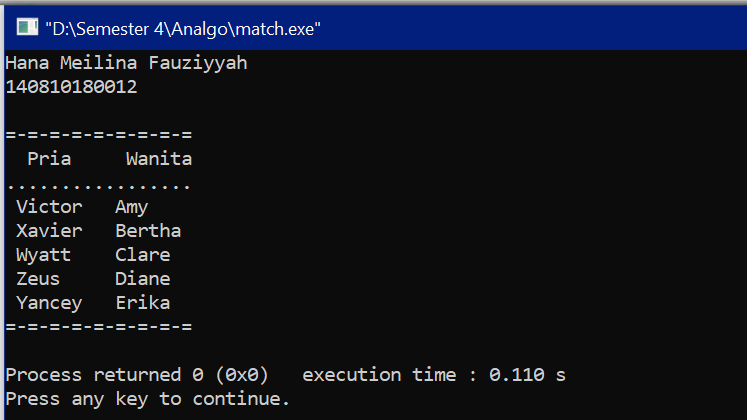 "D:\Semester 4\Analgo\match.exe"
Hana Meilina Fauziyyah
140810180012
=-=-=-=-=-=-=-=-=
Pria Wanita
.................
Victor Amy
Xavier Bertha
Wyatt Clare
Zeus Diane
Yancey Erika
=-=-=-=-=-=-=-=-=
Process returned 0 (0x0) execution time : 0.110 s
Press any key to continue.